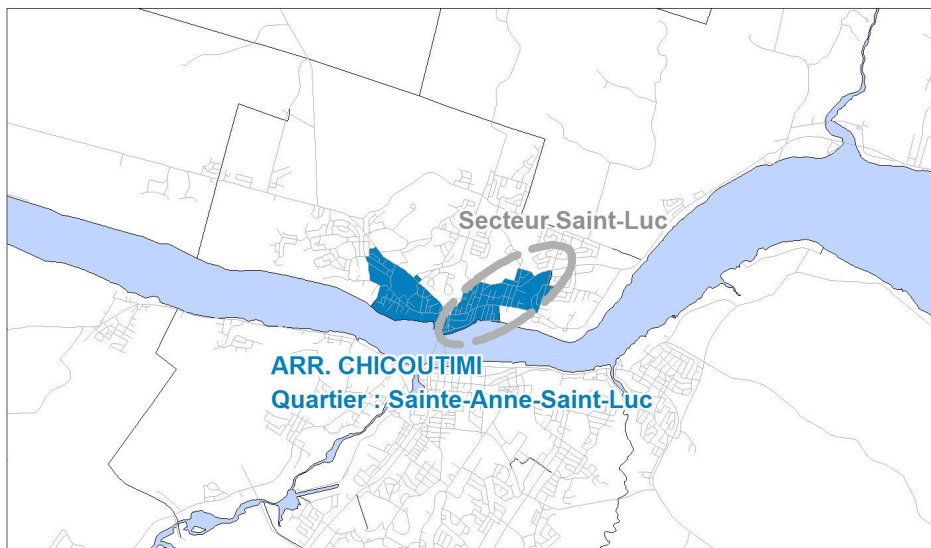 Secteur Saint-Luc
ARR. CHICOUTIMI
Quartier : Sainte-Anne-Saint-Luc